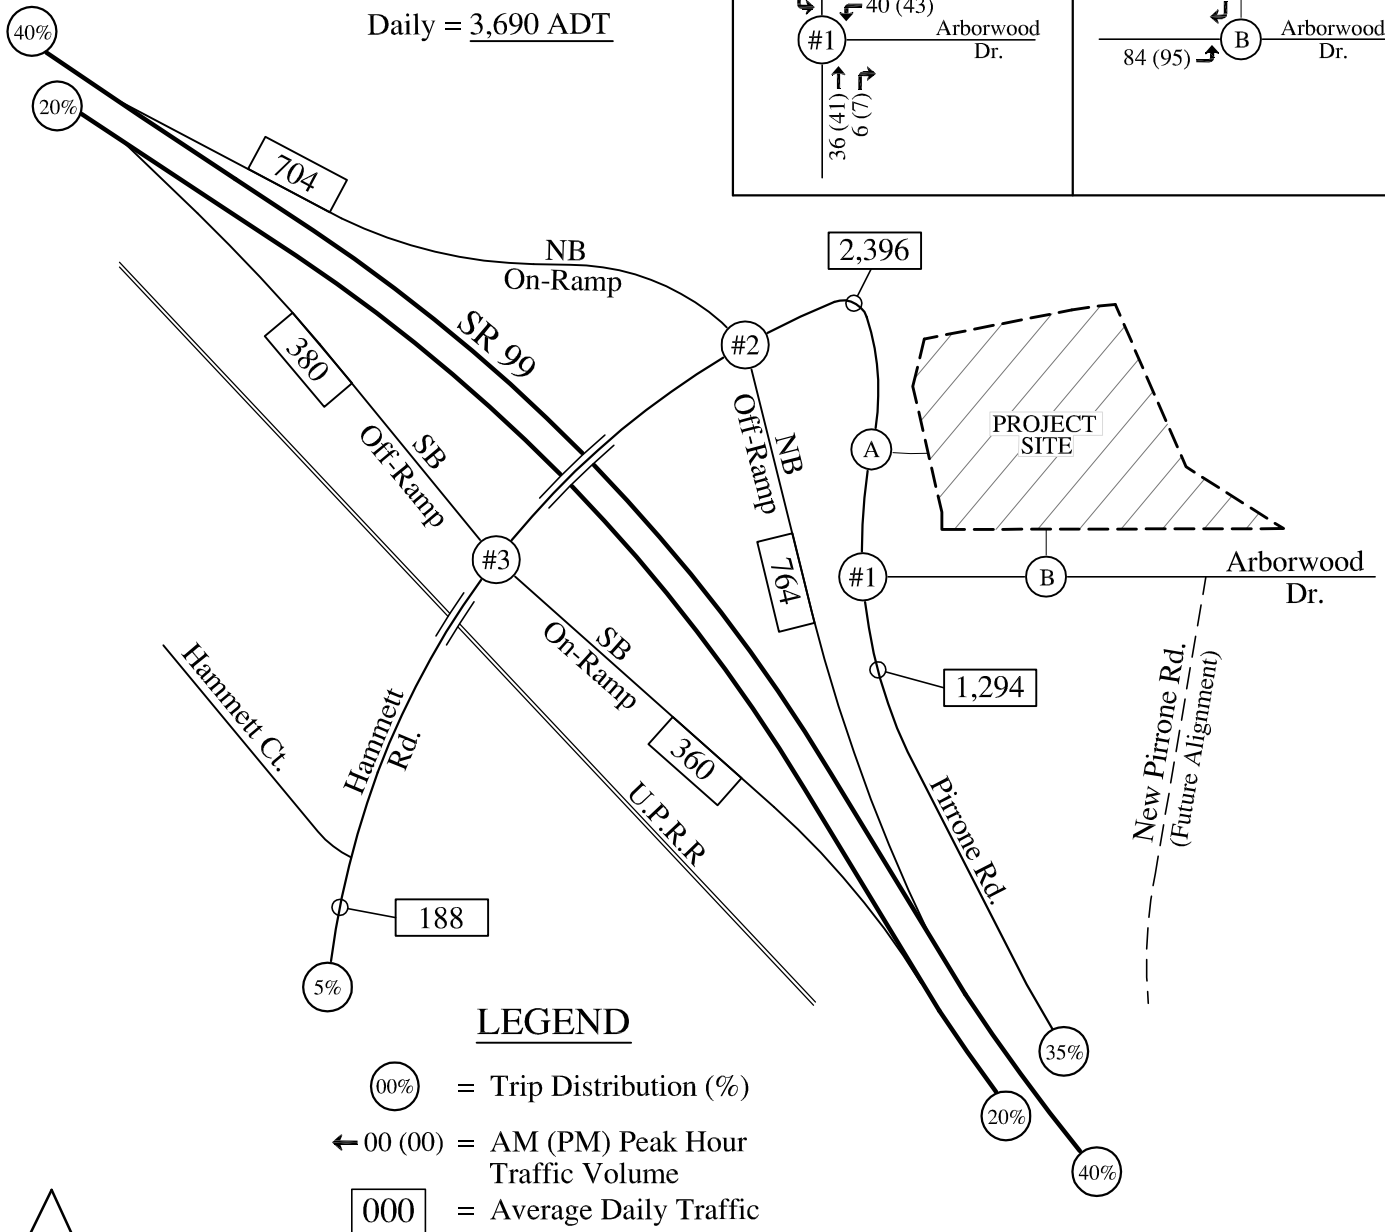 40%
Daily = 3,690 ADT
40 (43)
#1
Arborwood
Dr.
36 (41)
6 (7)
84 (95)
B
Arborwood
Dr.
20%
704
NB
On-Ramp
2,396
SR 99
#2
380
SB
Off-Ramp
NB
Off-Ramp
A
PROJECT
SITE
#3
764
#1
B
Arborwood
Dr.
SB
On-Ramp
1,294
Hammett Ct.
Hammett
Rd.
360
U.P.R.R
Pirrone Rd.
New Pirrone Rd.
(Future Alignment)
188
5%
35%
20%
40%
LEGEND
00% = Trip Distribution (%)
00 (00) = AM (PM) Peak Hour
Traffic Volume
000 = Average Daily Traffic